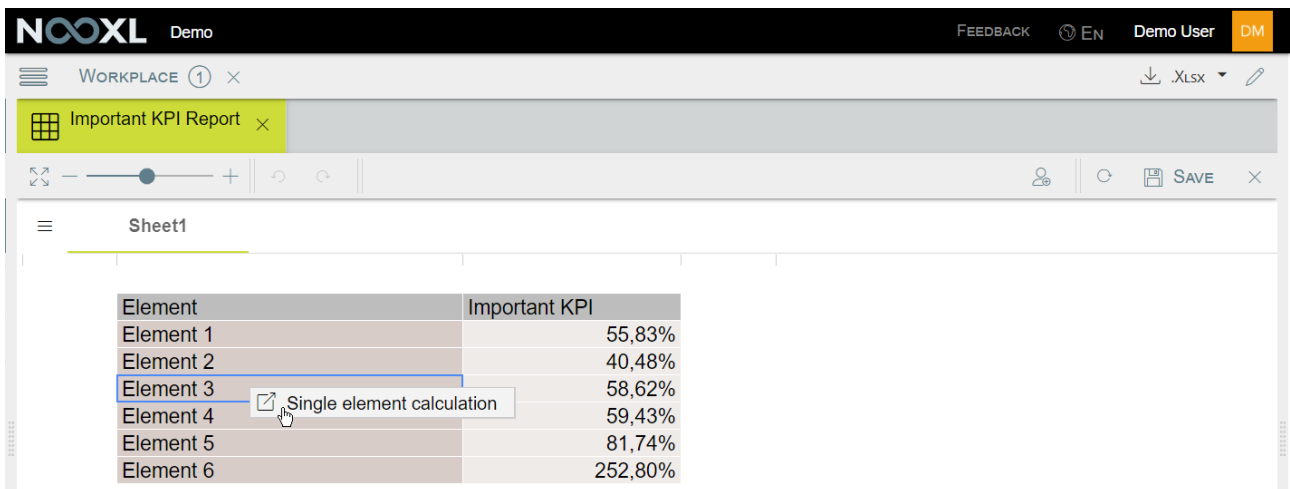 NOOXL Demo FEEDBACK EN Demo User DM
WORKPLACE 1 .XLSX
Important KPI Report
SAVE
Sheet1
Element Important KPI
Element 1 55,83%
Element 2 40,48%
Element 3 58,62%
Single element calculation
Element 4 59,43%
Element 5 81,74%
Element 6 252,80%